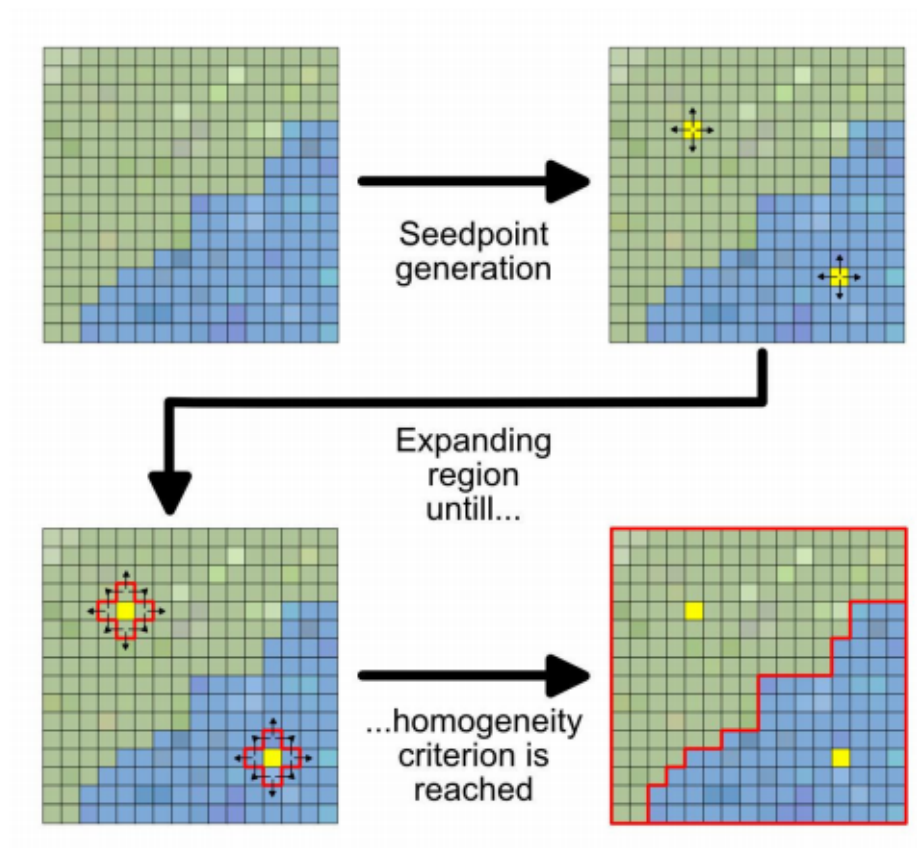 Seedpoint
generation
Expanding
region
untill...
...homogeneity
criterion is
reached